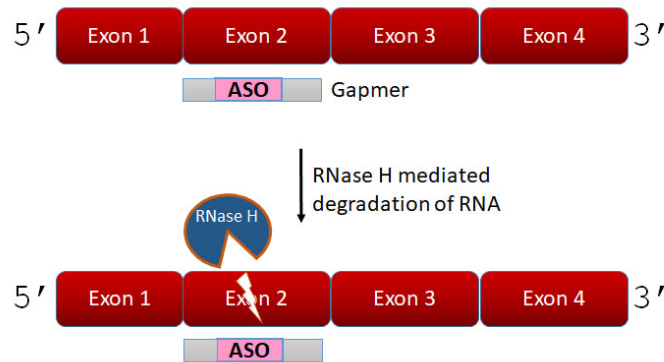 5′ Exon 1 Exon 2 Exon 3 Exon 4 3′
ASO Gapmer
RNase H mediated
degradation of RNA
RNase H
5′ Exon 1 Exon 2 Exon 3 Exon 4 3′
ASO